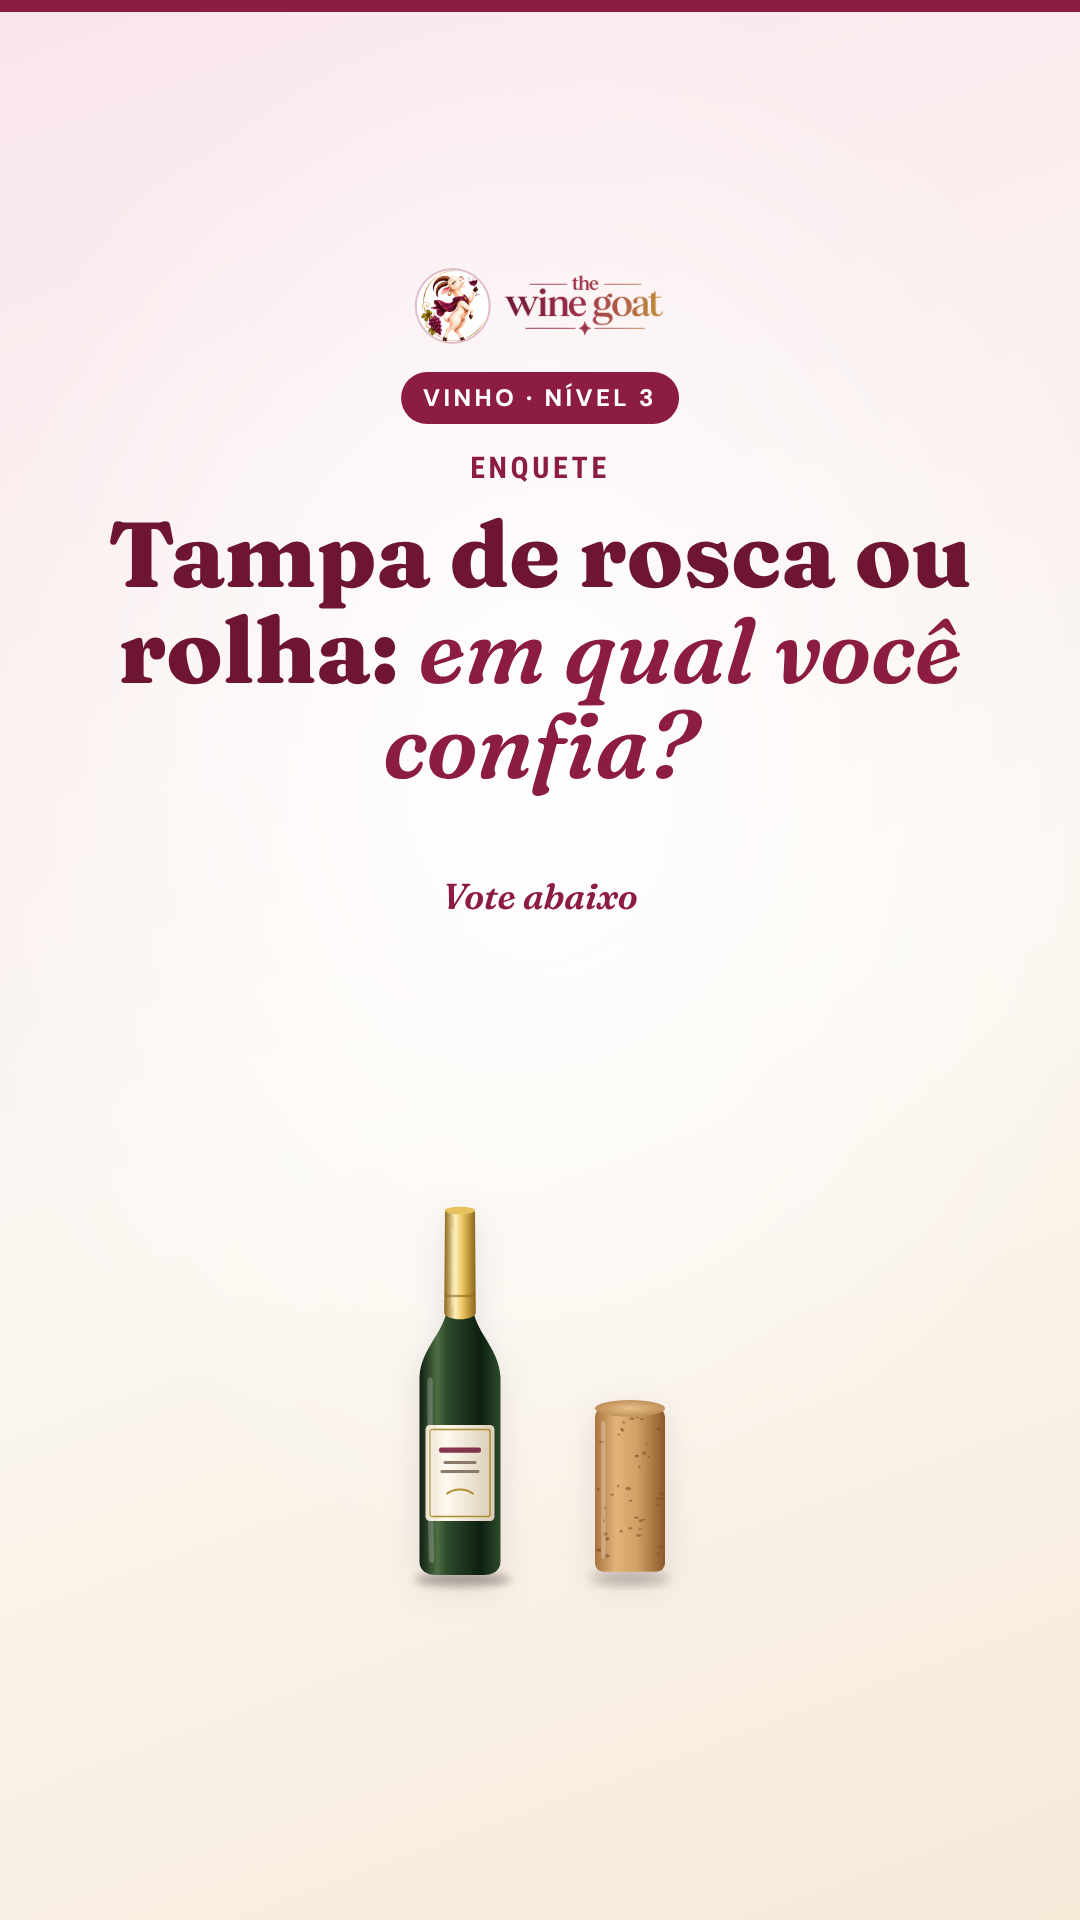 the
wine goat
VINHO · NÍVEL 3
ENQUETE
Tampa de rosca ou
rolha: em qual você
confia?
Vote abaixo